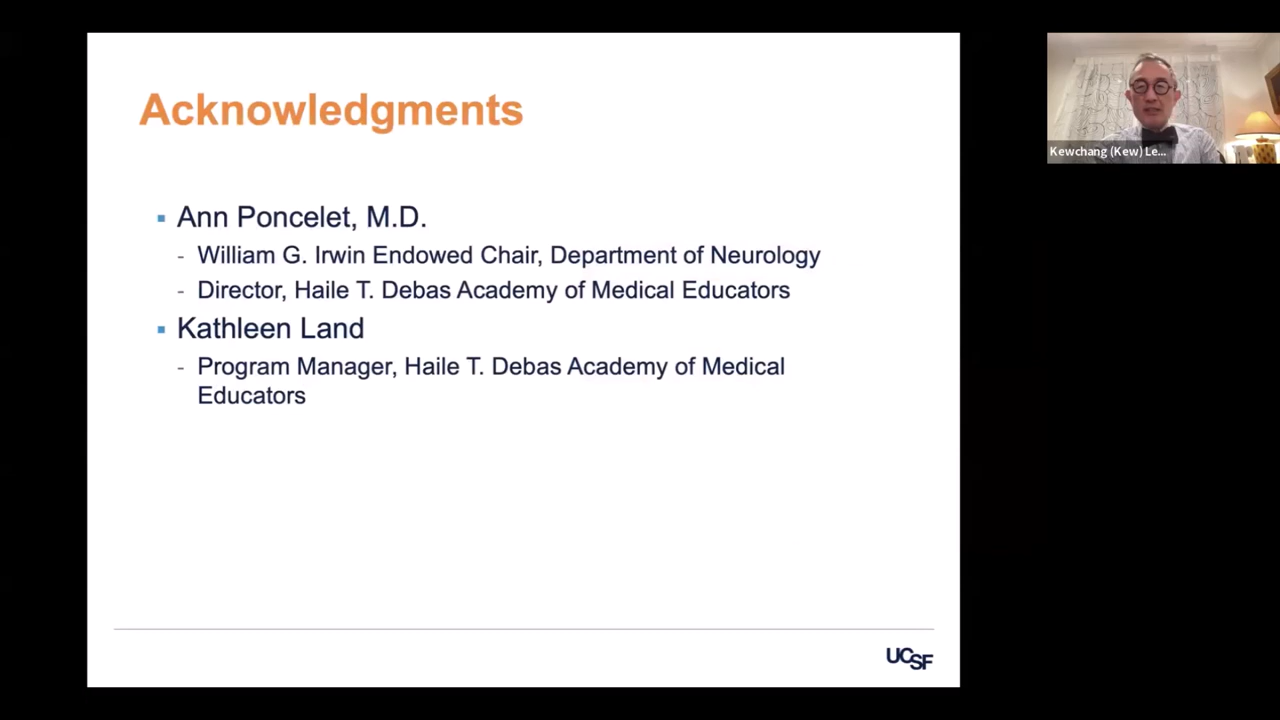 Acknowledgments
▪ Ann Poncelet, M.D.
- William G. Irwin Endowed Chair, Department of Neurology
- Director, Haile T. Debas Academy of Medical Educators
▪ Kathleen Land
- Program Manager, Haile T. Debas Academy of Medical
Educators
UCSF
Kewchang (Kew) Le...